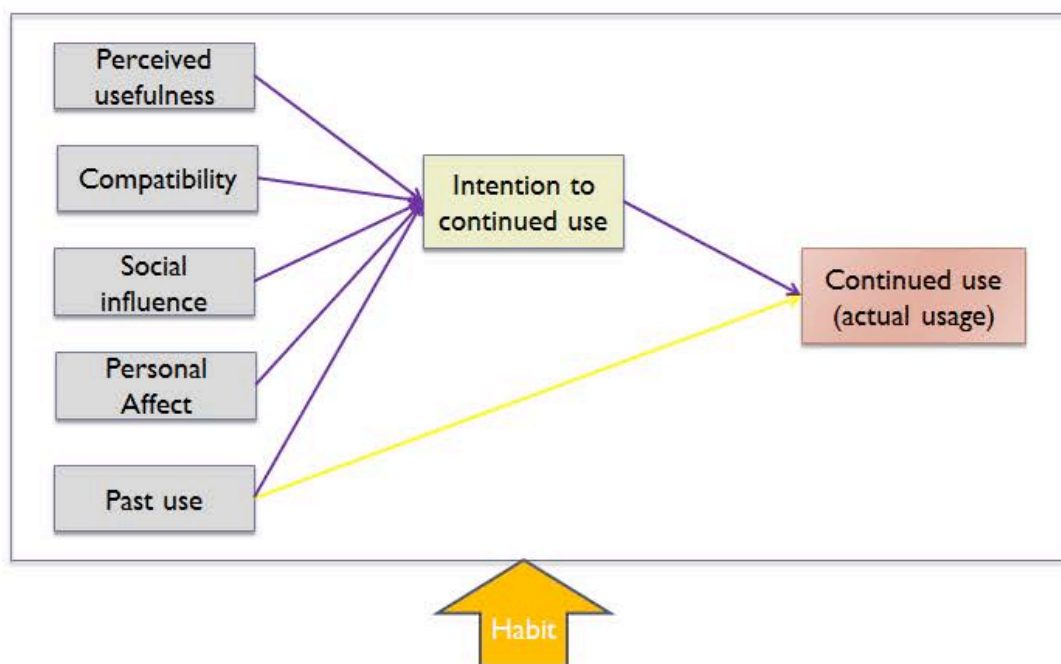 Perceived
usefulness
Compatibility
Social
influence
Personal
Affect
Past use
Intention to
continued use
Continued use
(actual usage)
Habit